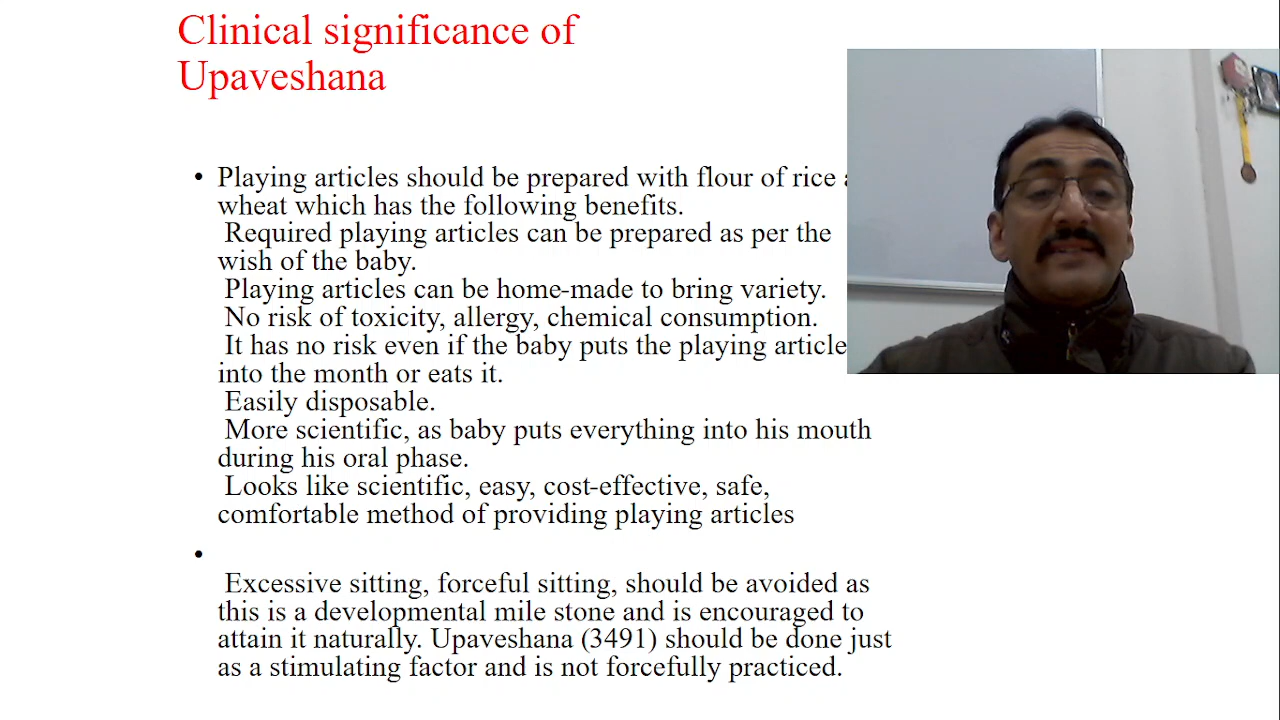 Clinical significance of
Upaveshana
• Playing articles should be prepared with flour of rice
wheat which has the following benefits.
Required playing articles can be prepared as per the
wish of the baby.
Playing articles can be home-made to bring variety.
No risk of toxicity, allergy, chemical consumption.
It has no risk even if the baby puts the playing article
into the month or eats it.
Easily disposable.
More scientific, as baby puts everything into his mouth
during his oral phase.
Looks like scientific, easy, cost-effective, safe,
comfortable method of providing playing articles
•
Excessive sitting, forceful sitting, should be avoided as
this is a developmental mile stone and is encouraged to
attain it naturally. Upaveshana (3491) should be done just
as a stimulating factor and is not forcefully practiced.